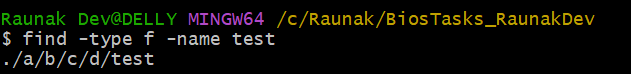 Raunak Dev@DELLY MINGW64 /c/Raunak/BiosTasks_RaunakDev
$ find -type f -name test
./a/b/c/d/test